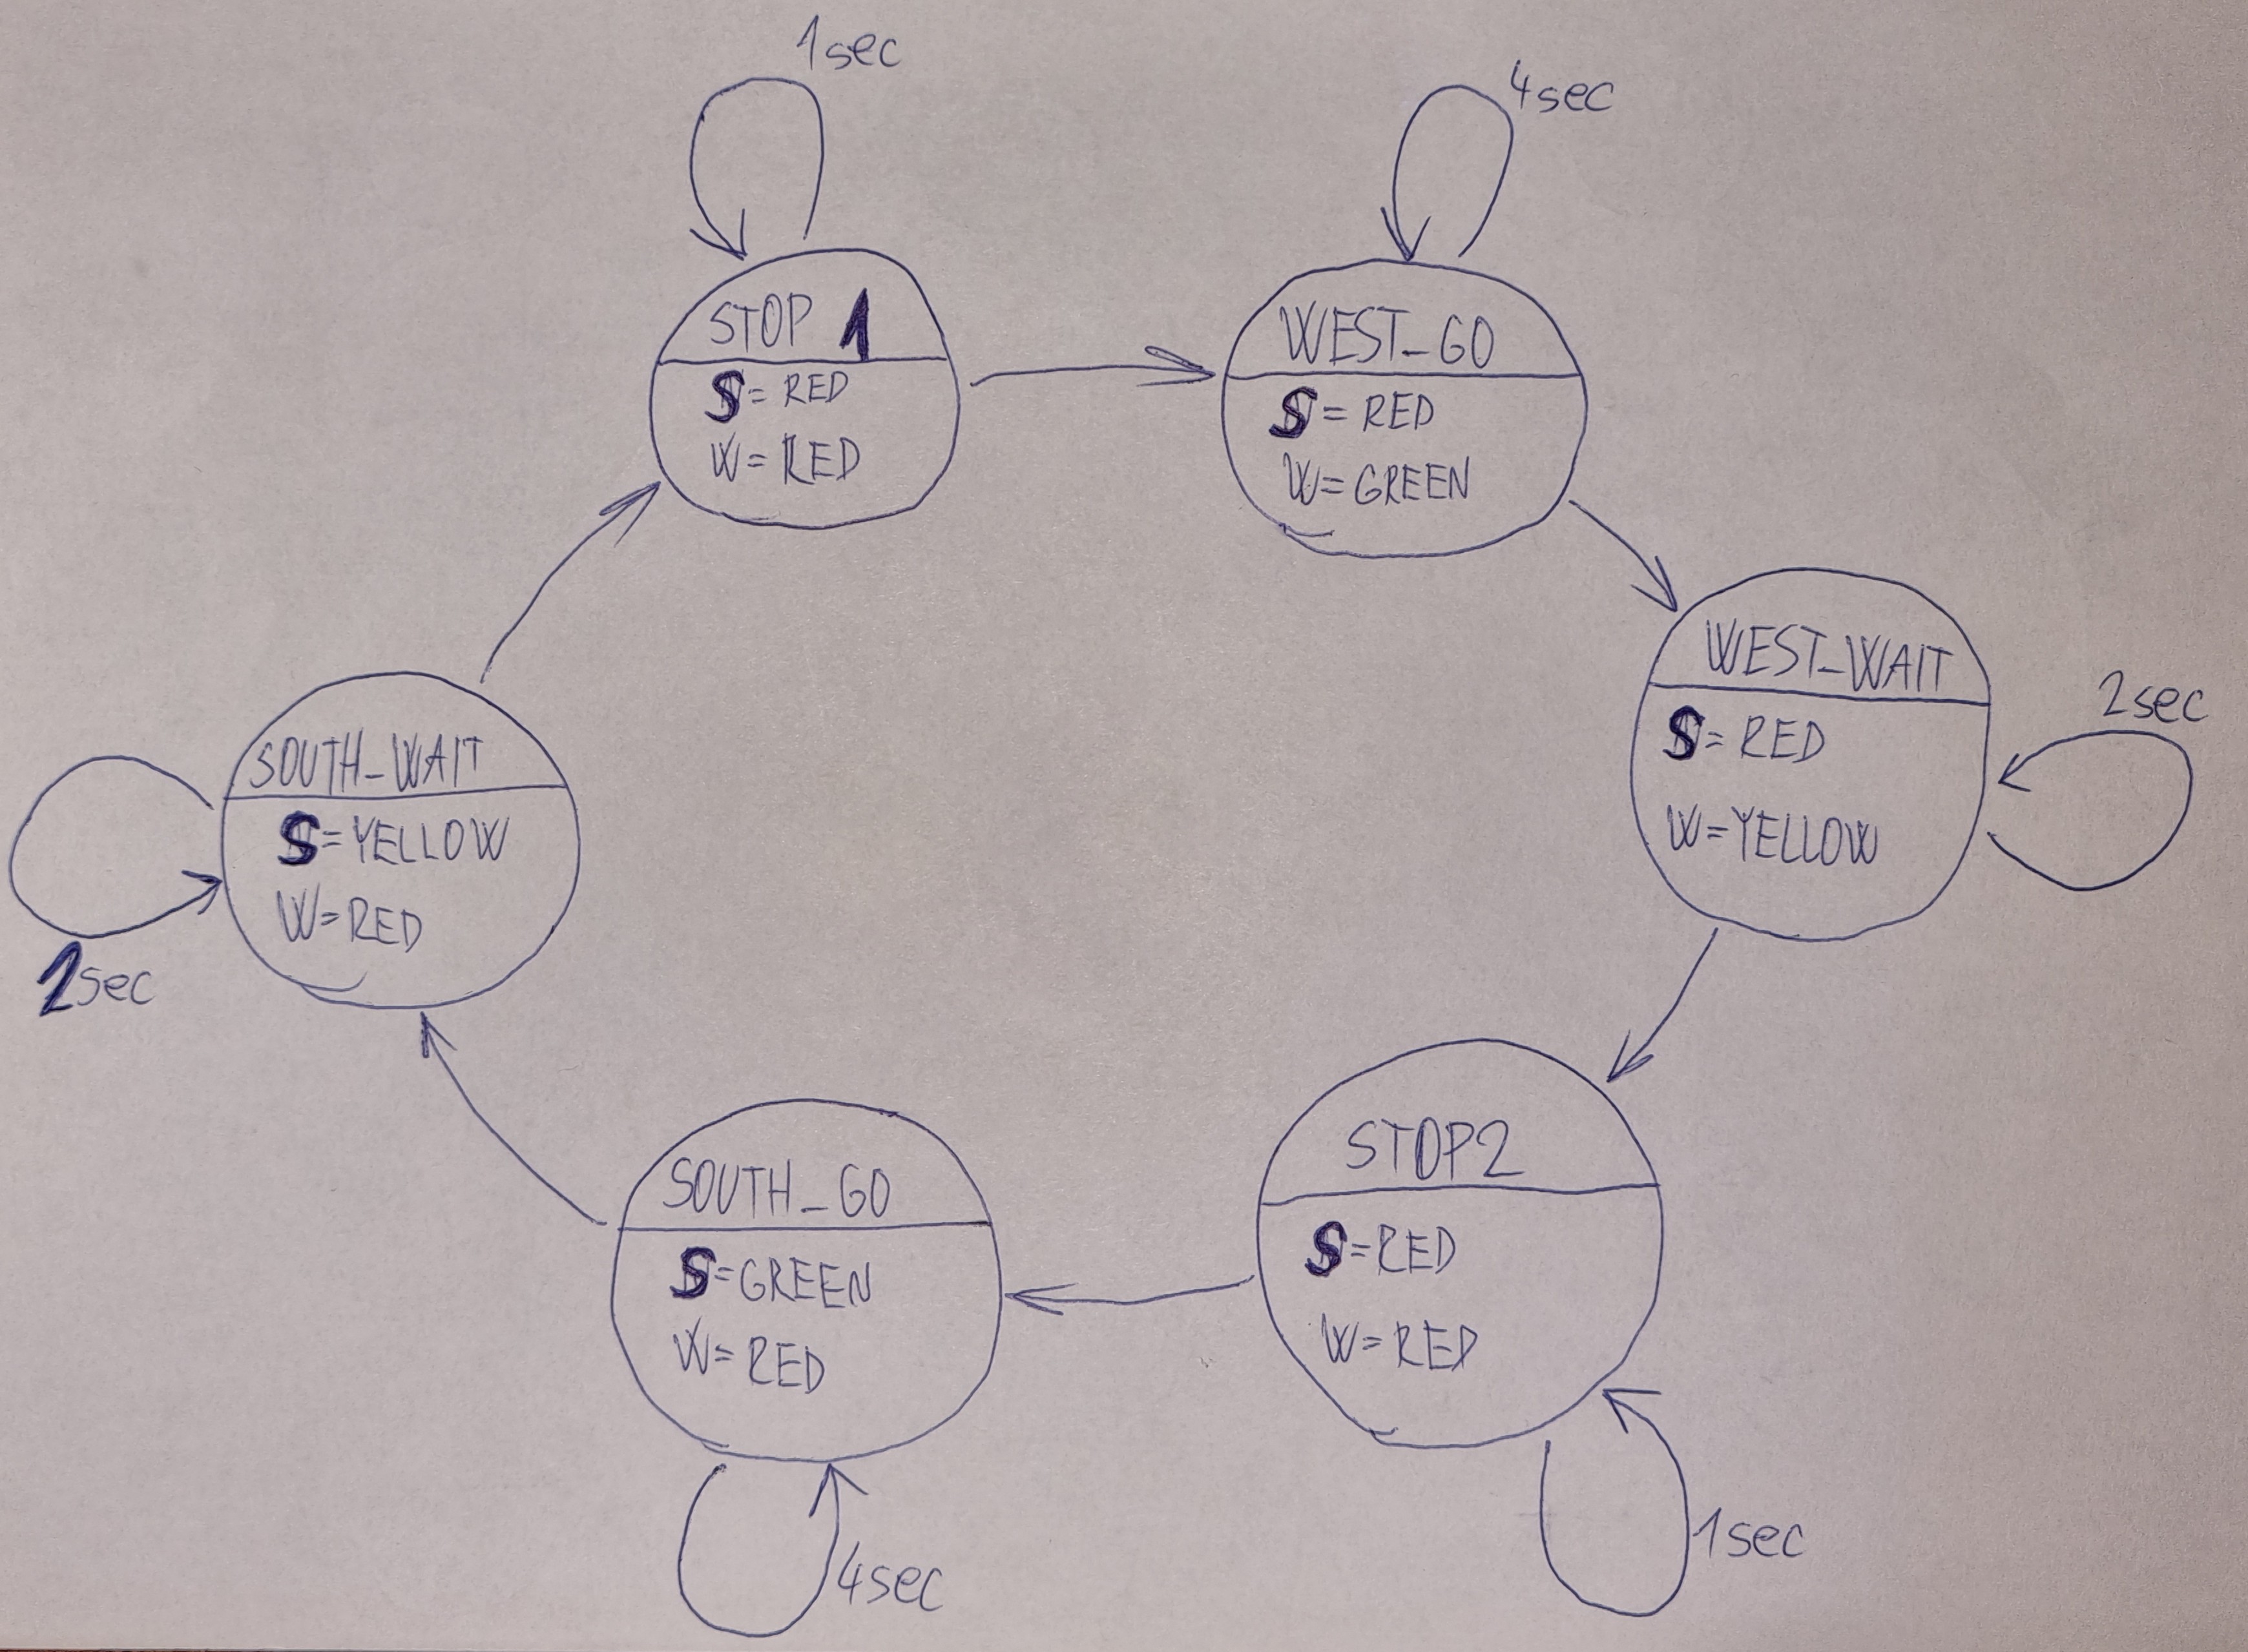 1sec
4sec
STOP 1
S=RED
W=RED
WEST_GO
S=RED
W=GREEN
WEST_WAIT
S=RED
W=YELLOW
2sec
SOUTH_WAIT
S=YELLOW
W=RED
2sec
STOP2
S=RED
W=RED
1sec
SOUTH_GO
S=GREEN
W=RED
4sec